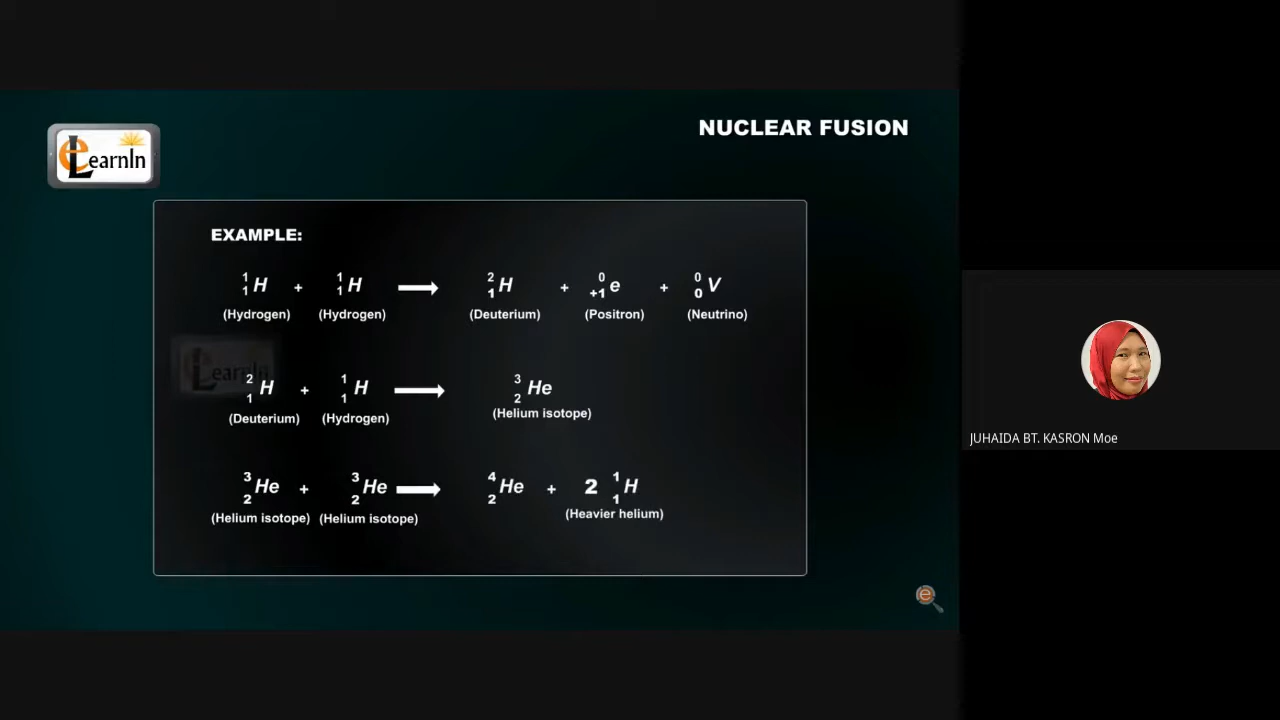 eLearnIn
NUCLEAR FUSION
EXAMPLE:
¹₁H + ¹₁H ⟶ ²₁H + ⁰₊₁e + ⁰₀V
(Hydrogen) (Hydrogen) (Deuterium) (Positron) (Neutrino)
eLearnIn
²₁H + ¹₁H ⟶ ³₂He
(Deuterium) (Hydrogen) (Helium isotope)
³₂He + ³₂He ⟶ ⁴₂He + 2 ¹₁H
(Helium isotope) (Helium isotope) (Heavier helium)
e
JUHAIDA BT. KASRON Moe